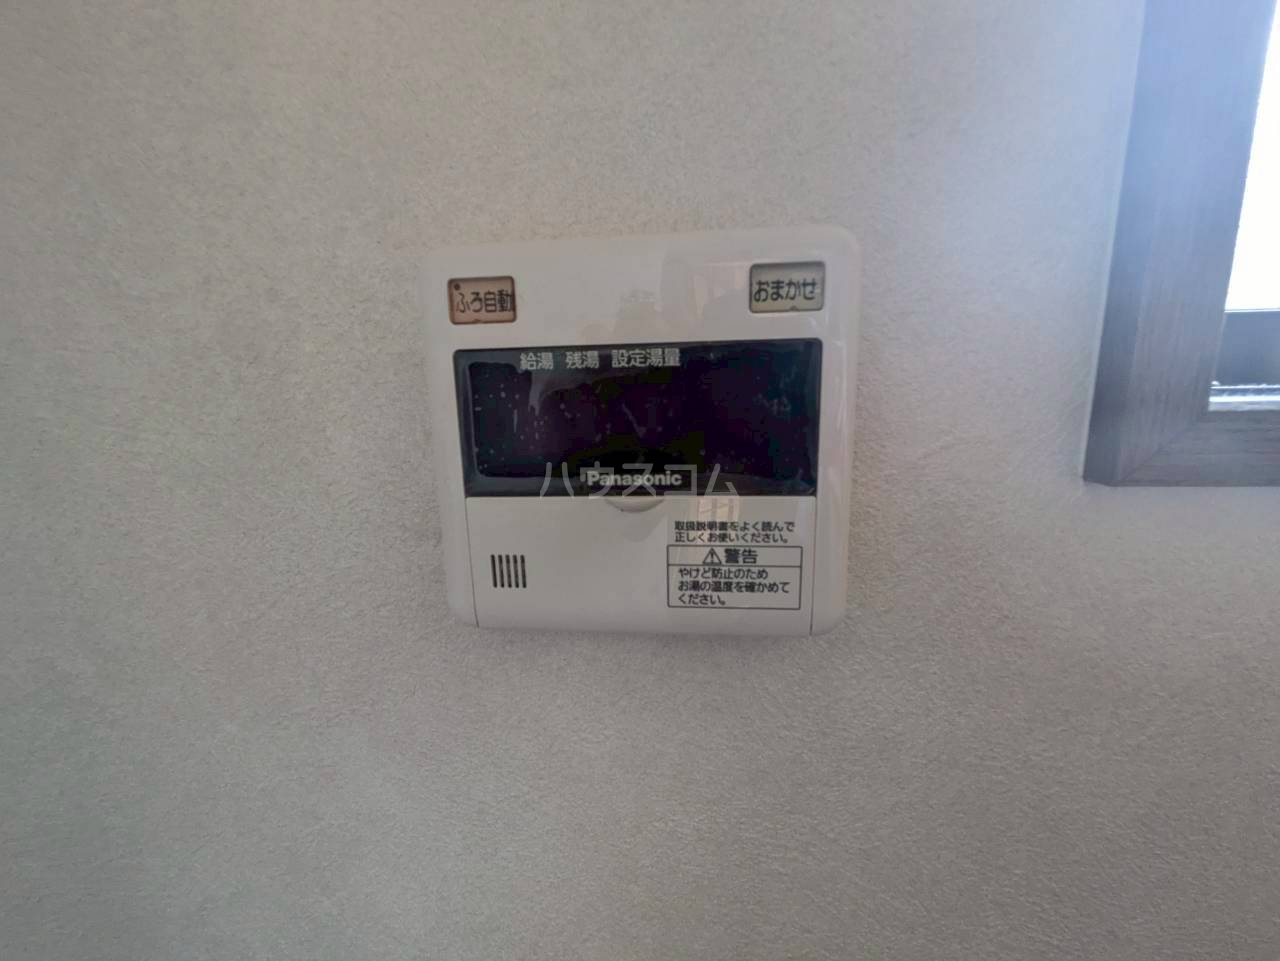 ふろ自動
おまかせ
給湯 残湯 設定湯量
Panasonic
ハウスコム
取扱説明書をよく読んで
正しくお使いください。
警告
やけど防止のため
お湯の温度を確かめて
ください。